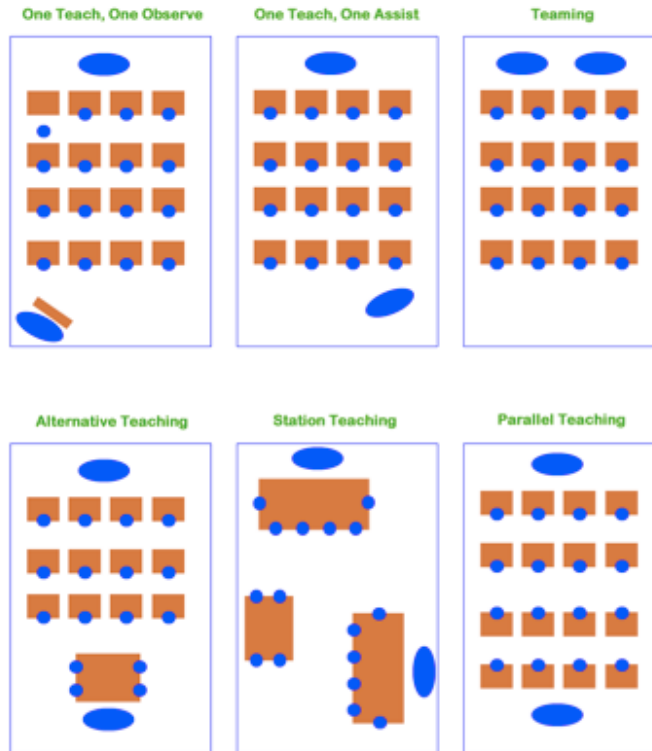 One Teach, One Observe
One Teach, One Assist
Teaming
Alternative Teaching
Station Teaching
Parallel Teaching